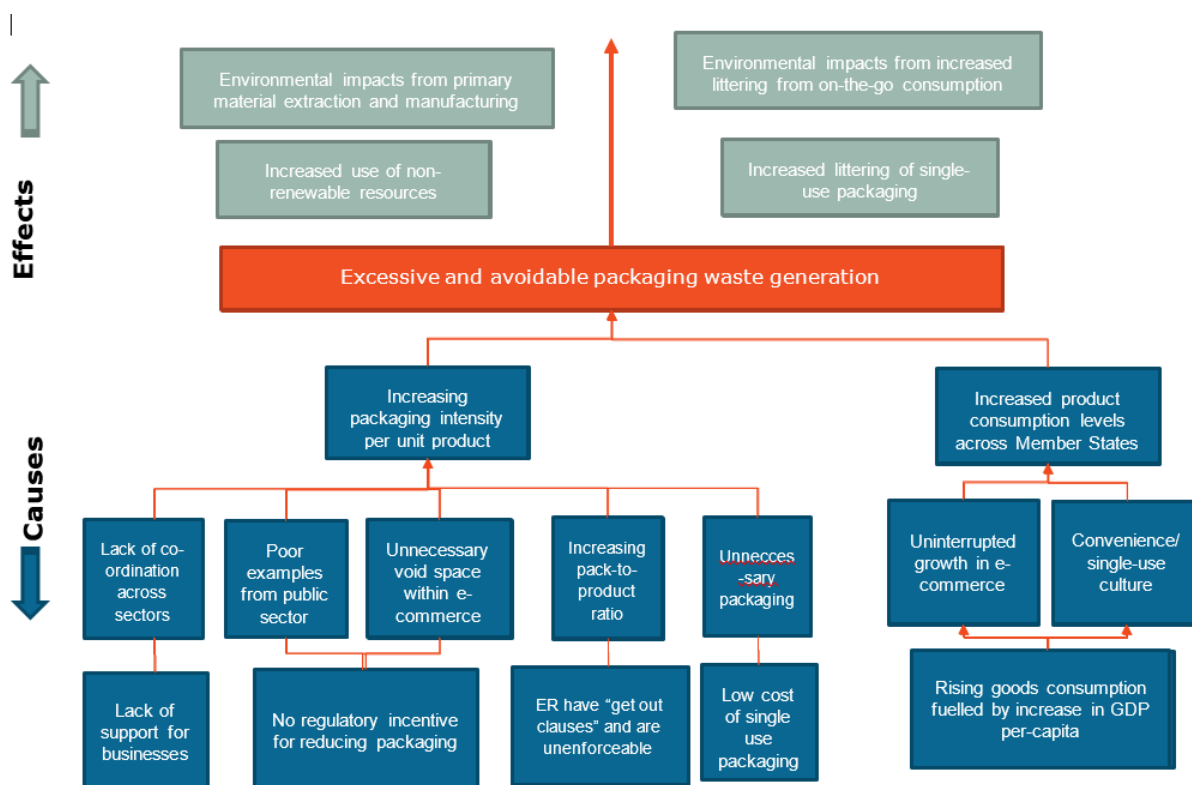 Environmental impacts from primary
material extraction and manufacturing
Environmental impacts from increased
littering from on-the-go consumption
Increased use of non-
renewable resources
Increased littering of single-
use packaging
Effects
Excessive and avoidable packaging waste generation
Increasing
packaging intensity
per unit product
Increased product
consumption levels
across Member States
Causes
Lack of co-
ordination
across
sectors
Poor
examples
from public
sector
Unnecessary
void space
within e-
commerce
Increasing
pack-to-
product
ratio
Unnecces
-sary
packaging
Uninterrupted
growth in e-
commerce
Convenience/
single-use
culture
Lack of
support for
businesses
No regulatory incentive
for reducing packaging
ER have “get out
clauses” and are
unenforceable
Low cost
of single
use
packaging
Rising goods consumption
fuelled by increase in GDP
per-capita